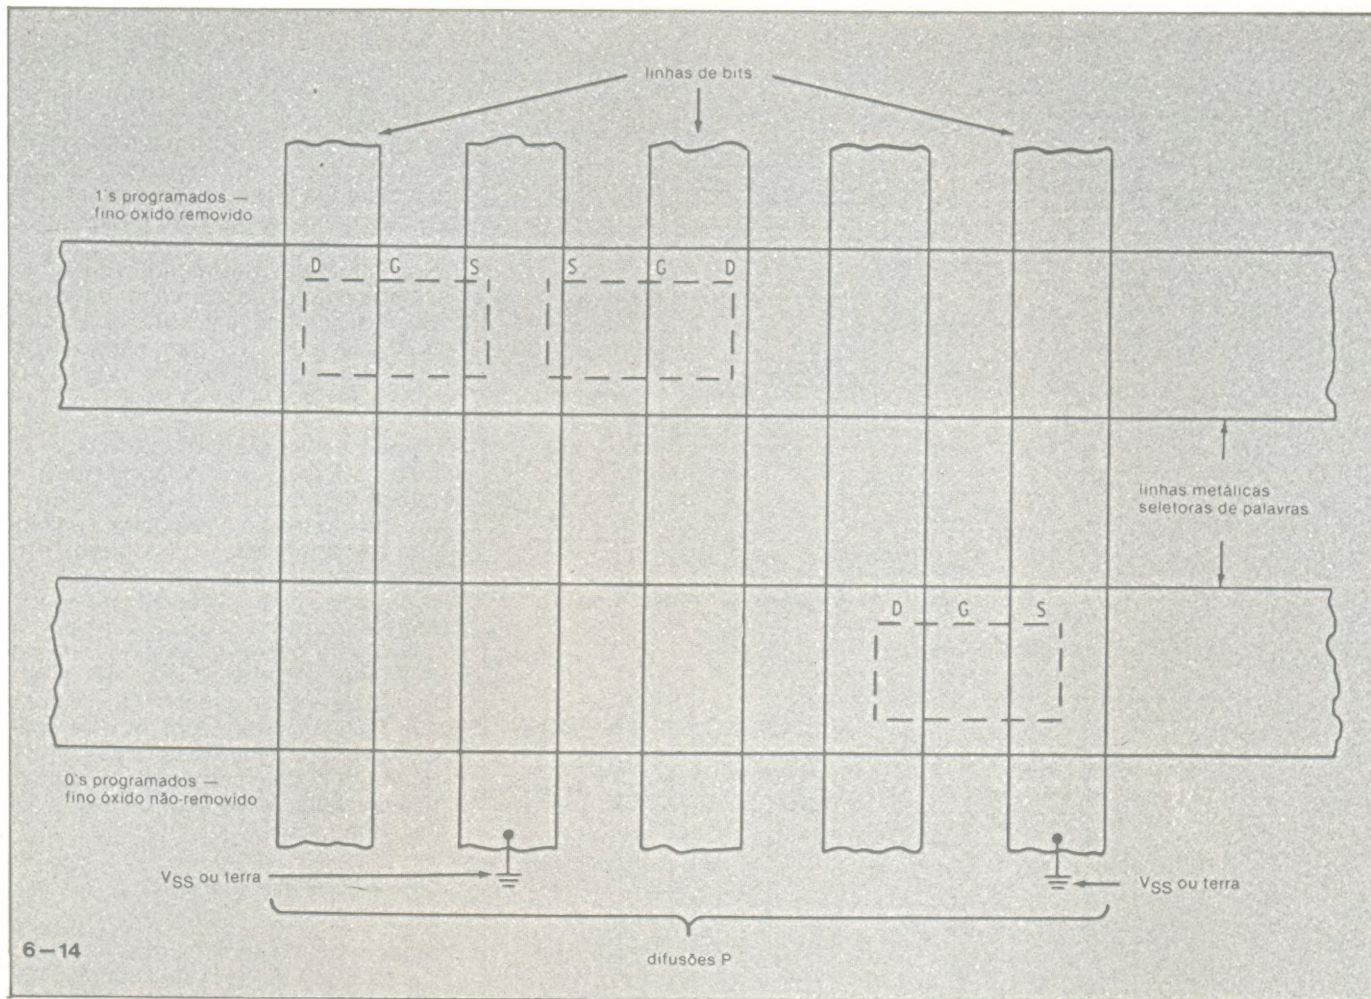 linhas de bits
1's programados —
fino óxido removido
D G S S G D
linhas metálicas
seletoras de palavras
D G S
0's programados —
fino óxido não-removido
VSS ou terra
VSS ou terra
6–14
difusões P